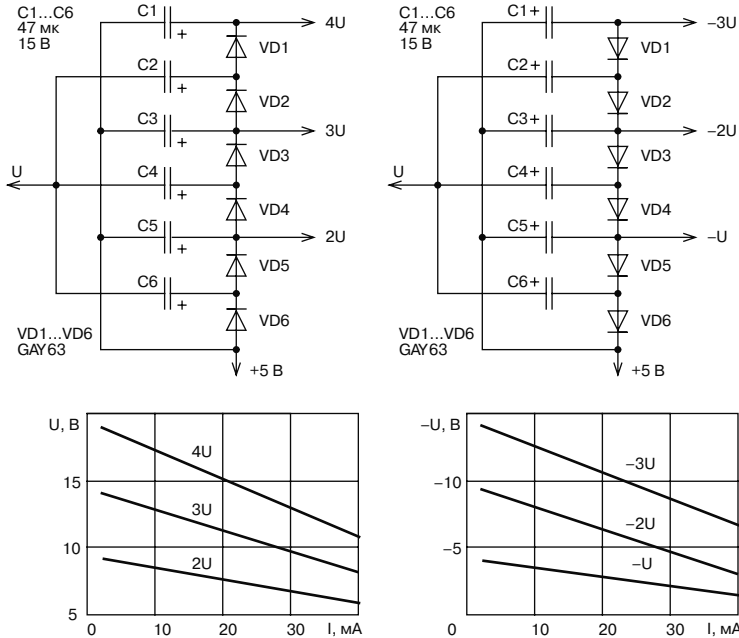 C1...C6
47 мк
15 В
C1
+
4U
VD1
C2
+
VD2
C3
+
3U
VD3
U
C4
+
VD4
C5
+
2U
VD5
C6
+
VD6
VD1...VD6
GAY63
+5 В
C1...C6
47 мк
15 В
C1+
–3U
VD1
C2+
VD2
C3+
–2U
VD3
U
C4+
VD4
C5+
–U
VD5
C6+
VD6
VD1...VD6
GAY63
+5 В
U, В
4U
15
3U
10
2U
5
0 10 20 30 I, мА
–U, В
–3U
–10
–2U
–5
–U
–0
0 10 20 30 I, мА